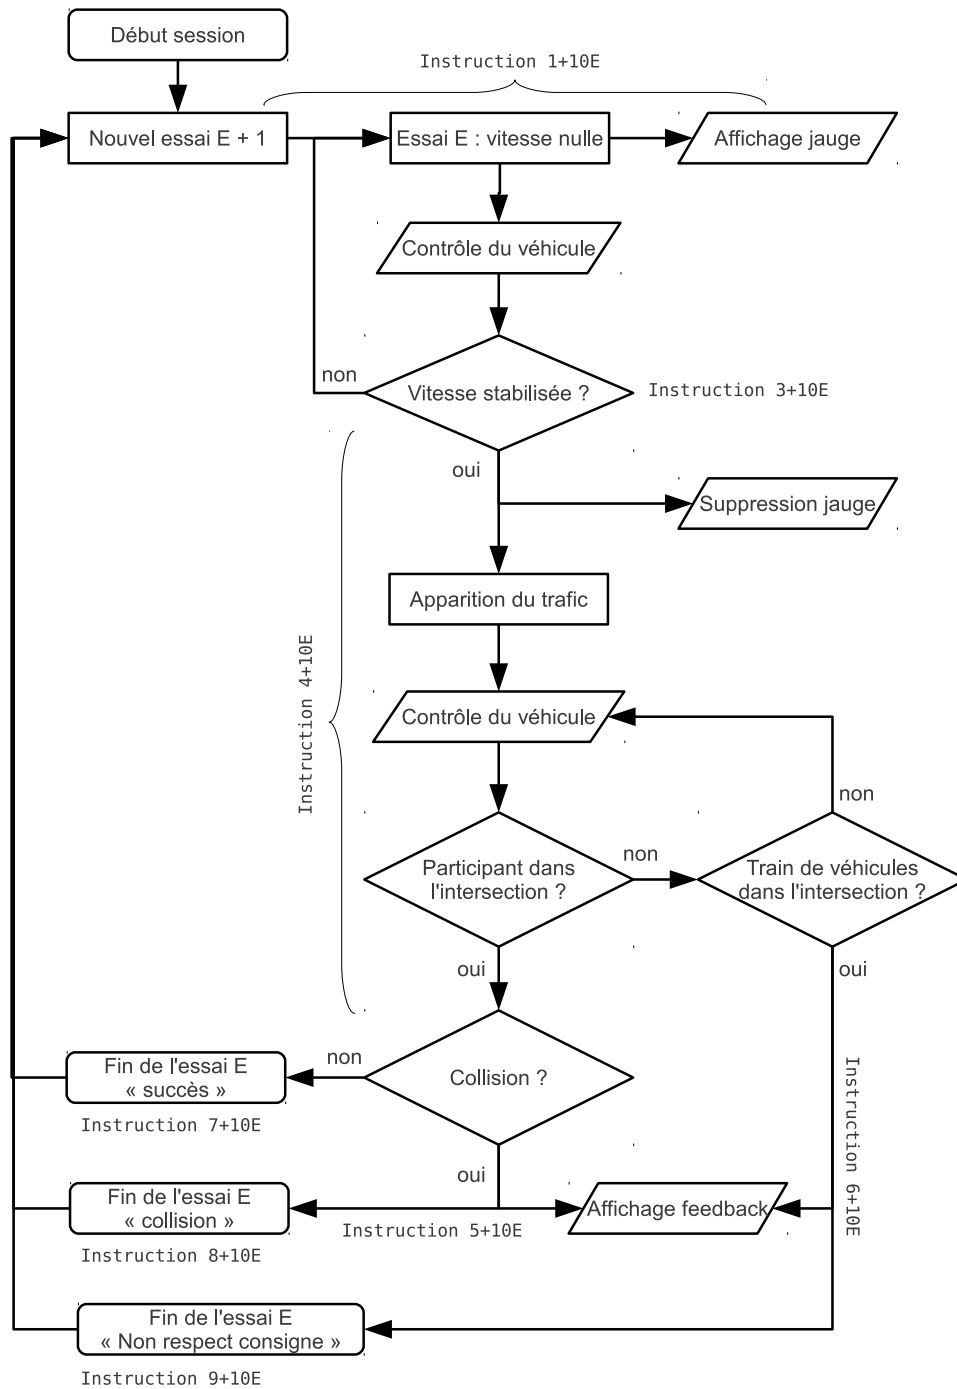 Début session
Instruction 1+10E
Nouvel essai E + 1
Essai E : vitesse nulle
Affichage jauge
Contrôle du véhicule
non
Vitesse stabilisée ?
Instruction 3+10E
oui
Suppression jauge
Apparition du trafic
Instruction 4+10E
Contrôle du véhicule
non
Participant dans
l'intersection ?
non
Train de véhicules
dans l'intersection ?
oui
oui
non
Collision ?
Fin de l'essai E
« succès »
Instruction 7+10E
Instruction 6+10E
oui
Fin de l'essai E
« collision »
Affichage feedback
Instruction 5+10E
Instruction 8+10E
Fin de l'essai E
« Non respect consigne »
Instruction 9+10E